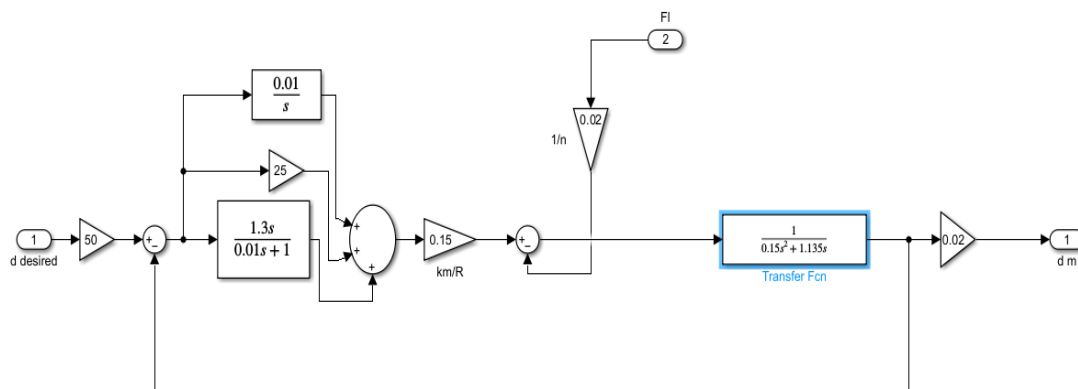 Fl
2
0.01
s
0.02
1/n
25
1.3s
0.01s + 1
1
d desired
50
+
−
+
+
+
0.15
km/R
+
−
1
0.15s² + 1.135s
Transfer Fcn
0.02
1
d m